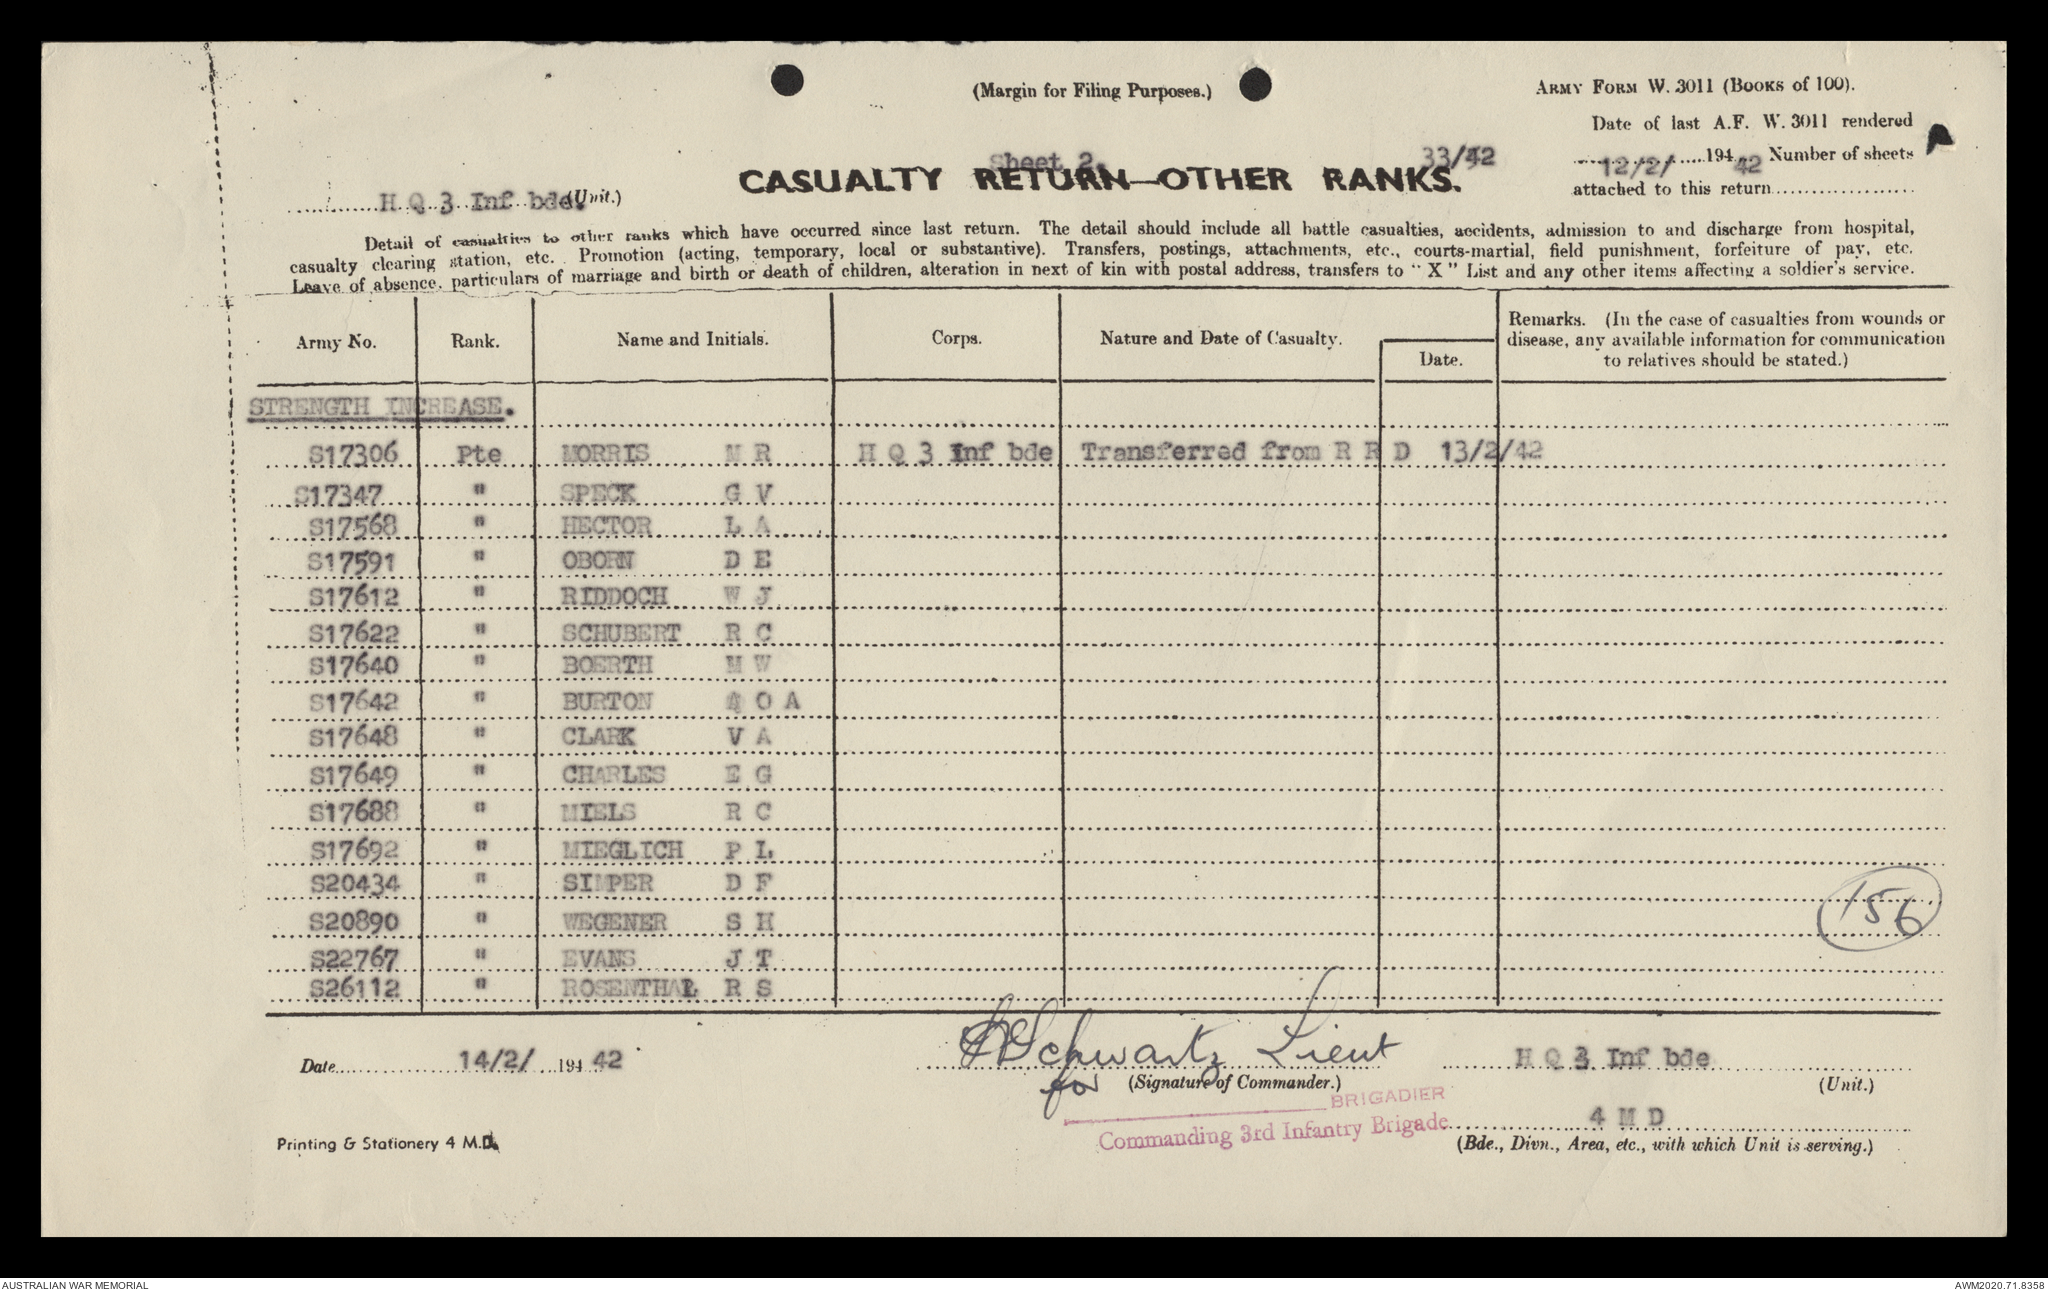 (Margin for Filing Purposes.)
ARMY FORM W. 3011 (BOOKS of 100).
Date of last A.F. W. 3011 rendered
12/2/ 194 42 Number of sheets
attached to this return
Sheet 2.
33/42
CASUALTY RETURN—OTHER RANKS.
H Q 3 Inf bde. (Unit.)
Detail of casualties to other ranks which have occurred since last return. The detail should include all battle casualties, accidents, admission to and discharge from hospital,
casualty clearing station, etc. Promotion (acting, temporary, local or substantive). Transfers, postings, attachments, etc., courts-martial, field punishment, forfeiture of pay, etc.
Leave of absence, particulars of marriage and birth or death of children, alteration in next of kin with postal address, transfers to "X" List and any other items affecting a soldier's service.
Army No. Rank. Name and Initials. Corps. Nature and Date of Casualty. Date.
Remarks. (In the case of casualties from wounds or
disease, any available information for communication
to relatives should be stated.)
STRENGTH INCREASE.
S17306 Pte MORRIS M R H Q 3 Inf bde Transferred from R R D 13/2/42
S17347 " SPECK G V
S17568 " HECTOR L A
S17591 " OBORN D E
S17612 " RIDDOCH W J
S17622 " SCHUBERT R C
S17640 " BOERTH M W
S17642 " BURTON O A
S17648 " CLARK V A
S17649 " CHARLES E G
S17688 " MIELS R C
S17692 " MIEGLICH P L
S20434 " SIMPER D F
S20890 " WEGENER S H
S22767 " EVANS J T
S26112 " ROSENTHAL R S
156
Date 14/2/ 194 42
Schwartz Lieut
for (Signature of Commander.)
H Q 3 Inf bde
(Unit.)
BRIGADIER
Commanding 3rd Infantry Brigade
4 M D
(Bde., Divn., Area, etc., with which Unit is serving.)
Printing & Stationery 4 M.D.
AUSTRALIAN WAR MEMORIAL
AWM2020.71.8358